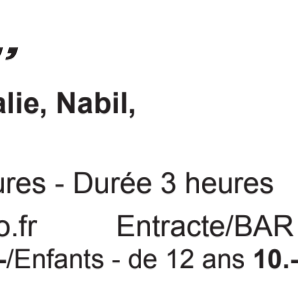 ”
alie, Nabil,
ures - Durée 3 heures
o.fr Entracte/BAR
-/Enfants - de 12 ans 10.-